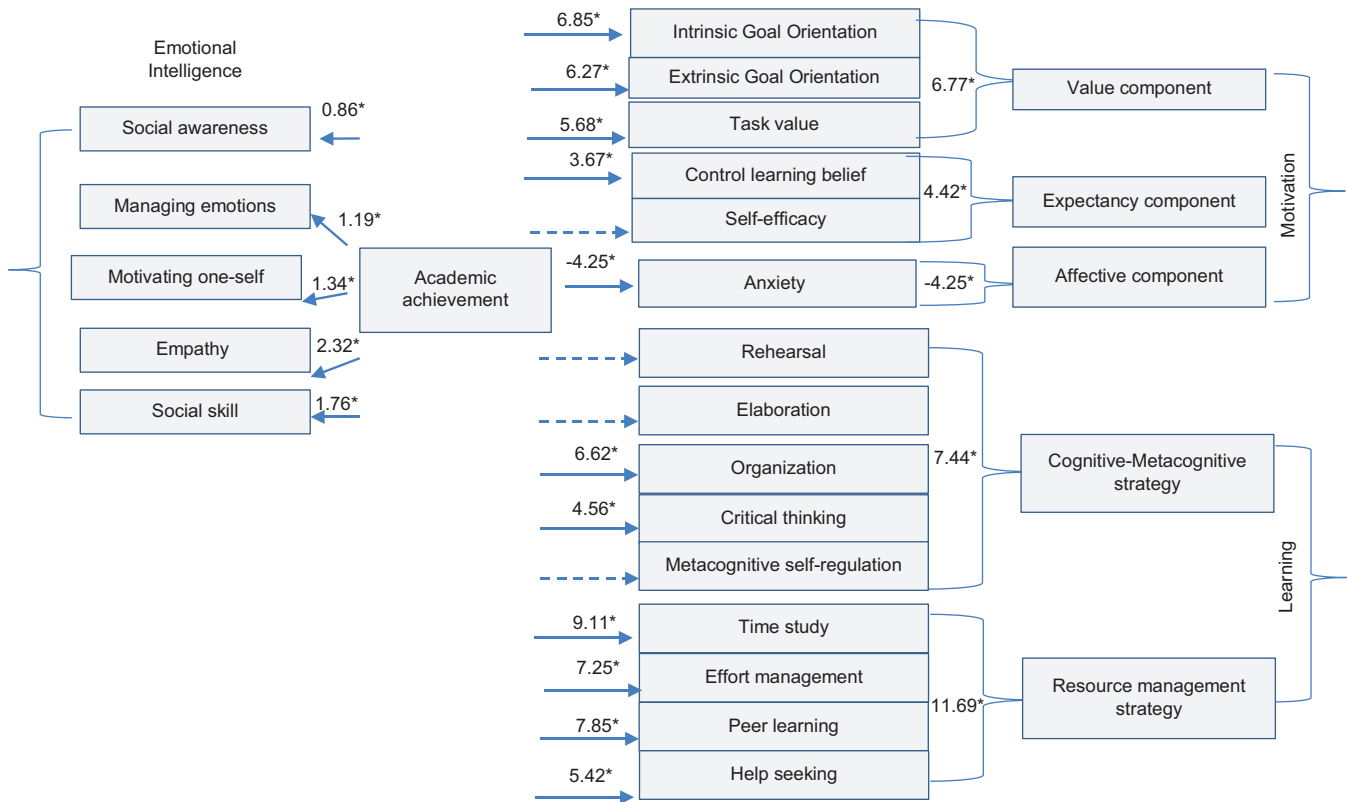 Emotional
Intelligence
Social awareness
0.86*
Managing emotions
1.19*
Motivating one-self
1.34*
Empathy
2.32*
Social skill
1.76*
Academic
achievement
6.85*
Intrinsic Goal Orientation
6.27*
Extrinsic Goal Orientation
5.68*
Task value
6.77*
Value component
3.67*
Control learning belief
Self-efficacy
4.42*
Expectancy component
-4.25*
Anxiety
-4.25*
Affective component
Motivation
Rehearsal
Elaboration
6.62*
Organization
4.56*
Critical thinking
Metacognitive self-regulation
7.44*
Cognitive-Metacognitive
strategy
9.11*
Time study
7.25*
Effort management
7.85*
Peer learning
5.42*
Help seeking
11.69*
Resource management
strategy
Learning